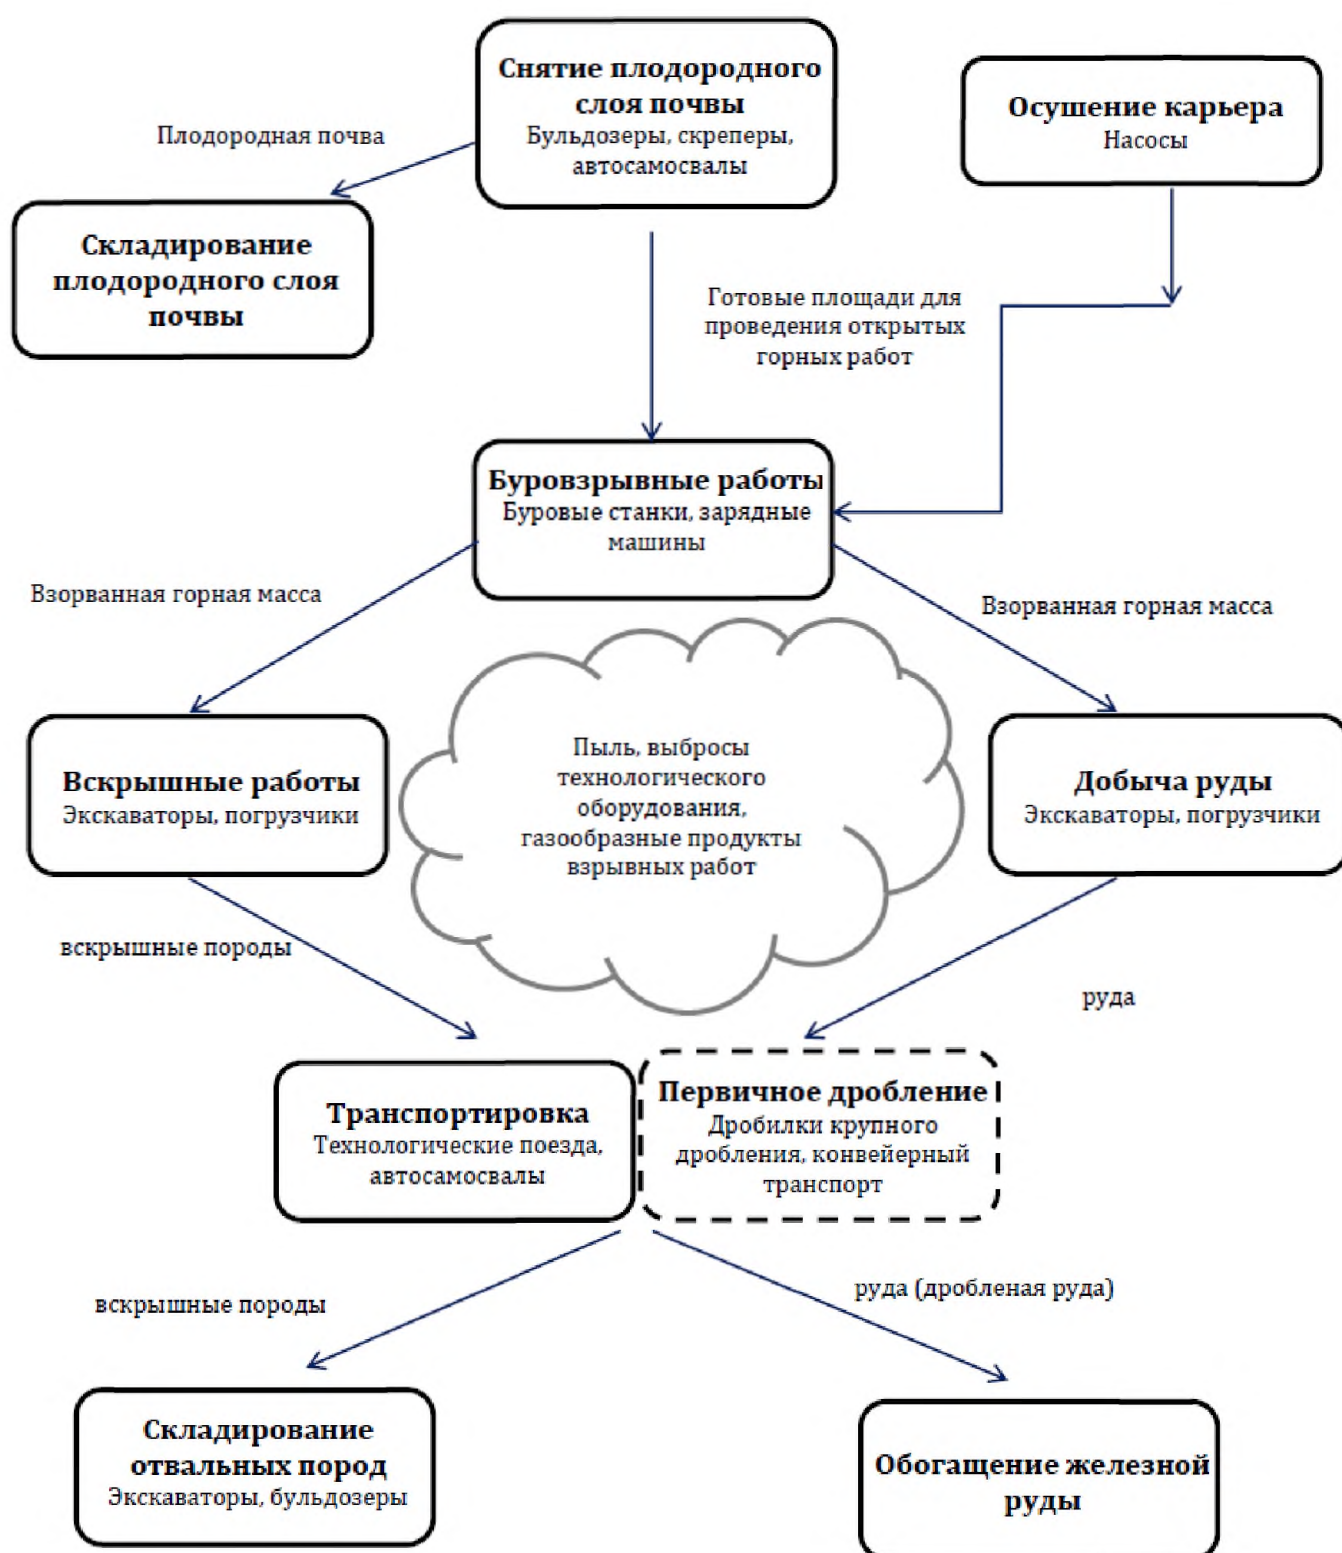 Снятие плодородного
слоя почвы
Бульдозеры, скреперы,
автосамосвалы
Осушение карьера
Насосы
Плодородная почва
Складирование
плодородного слоя
почвы
Готовые площади для
проведения открытых
горных работ
Буровзрывные работы
Буровые станки, зарядные
машины
Взорванная горная масса
Взорванная горная масса
Вскрышные работы
Экскаваторы, погрузчики
Пыль, выбросы
технологического
оборудования,
газообразные продукты
взрывных работ
Добыча руды
Экскаваторы, погрузчики
вскрышные породы
руда
Транспортировка
Технологические поезда,
автосамосвалы
Первичное дробление
Дробилки крупного
дробления, конвейерный
транспорт
вскрышные породы
руда (дробленая руда)
Складирование
отвальных пород
Экскаваторы, бульдозеры
Обогащение железной
руды